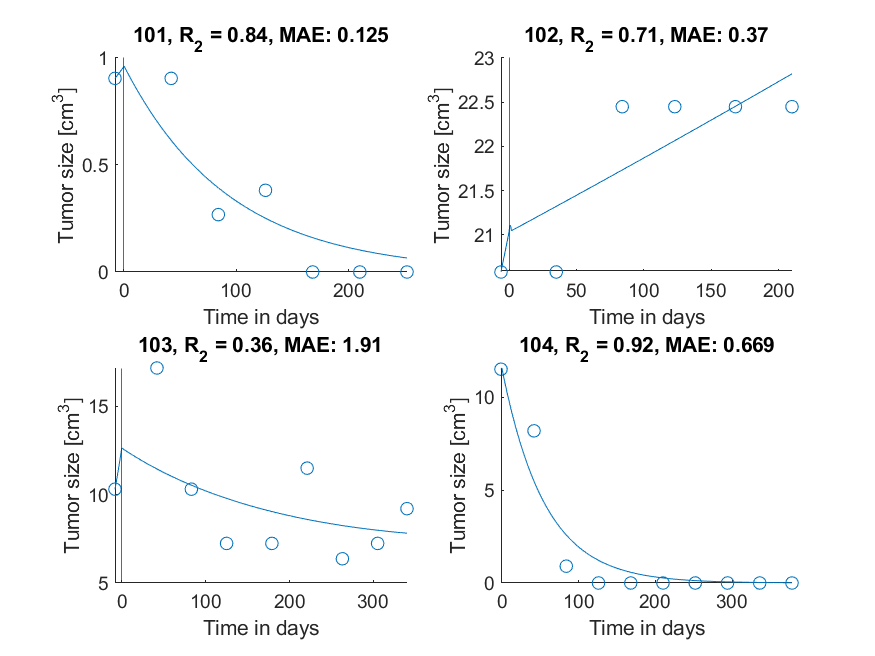 101, R₂ = 0.84, MAE: 0.125
1
0.5
0
Tumor size [cm³]
0 100 200
Time in days
102, R₂ = 0.71, MAE: 0.37
23
22.5
22
21.5
21
Tumor size [cm³]
0 50 100 150 200
Time in days
103, R₂ = 0.36, MAE: 1.91
15
10
5
Tumor size [cm³]
0 100 200 300
Time in days
104, R₂ = 0.92, MAE: 0.669
10
5
0
Tumor size [cm³]
0 100 200 300
Time in days